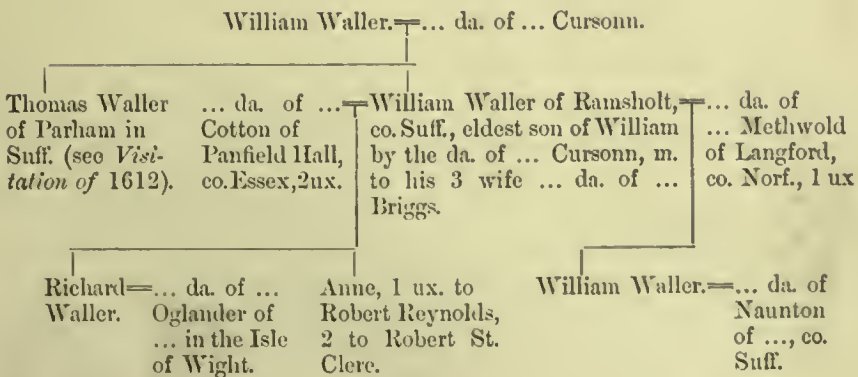 William Waller.=... da. of ... Cursonn.
Thomas Waller
of Parham in
Suff. (see Visi-
tation of 1612).
... da. of ...=
Cotton of
Panfield Hall,
co. Essex, 2ux.
William Waller of Ramsholt,=
co. Suff., eldest son of William
by the da. of ... Cursonn, m.
to his 3 wife ... da. of ...
Briggs.
... da. of
... Methwold
of Langford,
co. Norf., 1 ux
Richard=
Waller.
... da. of ...
Oglander of
... in the Isle
of Wight.
Anne, 1 ux. to
Robert Reynolds,
2 to Robert St.
Clere.
William Waller.=
... da. of
Naunton
of ..., co.
Suff.